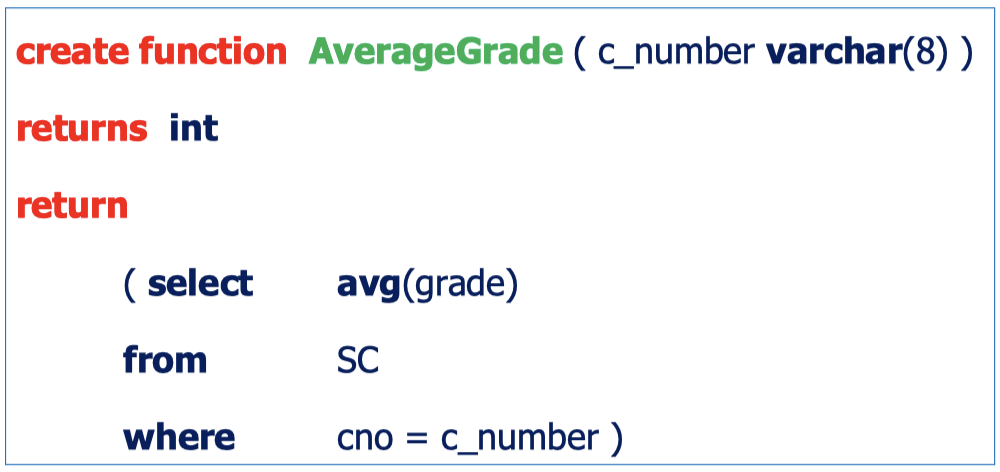 create function AverageGrade ( c_number varchar(8) )
returns int
return
( select avg(grade)
from SC
where cno = c_number )